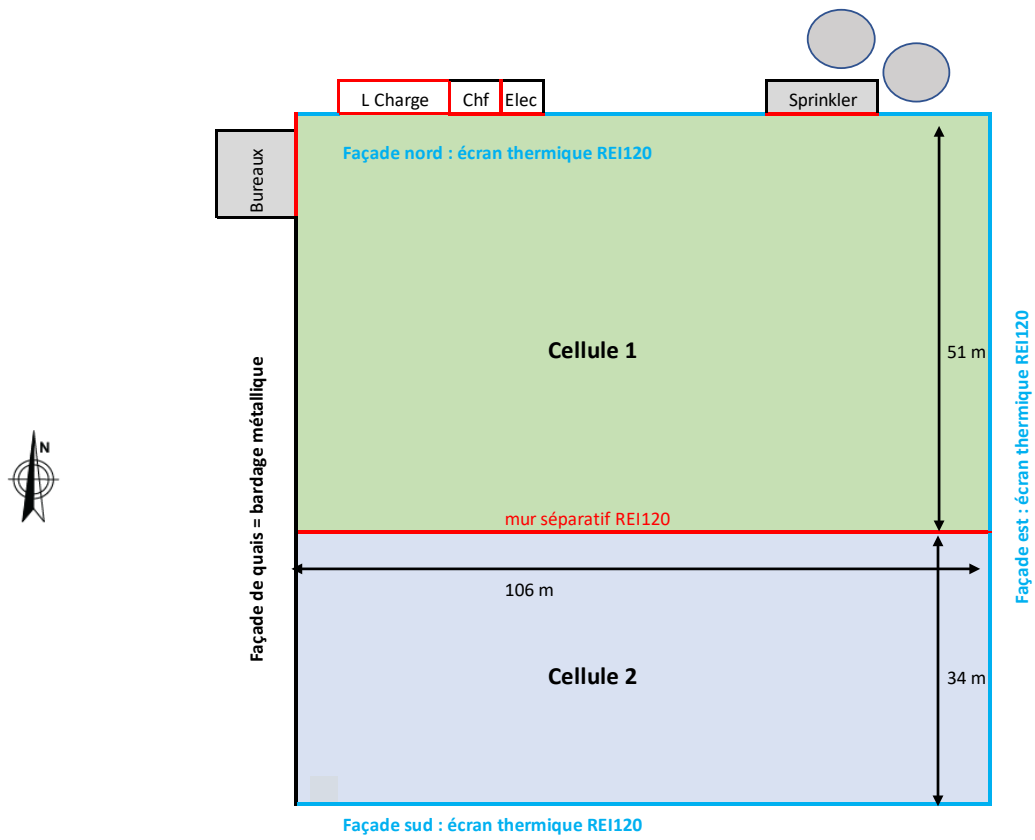 L Charge
Chf
Elec
Sprinkler
Bureaux
Façade nord : écran thermique REI120
Cellule 1
51 m
Façade de quais = bardage métallique
Façade est : écran thermique REI120
N
mur séparatif REI120
106 m
Cellule 2
34 m
Façade sud : écran thermique REI120